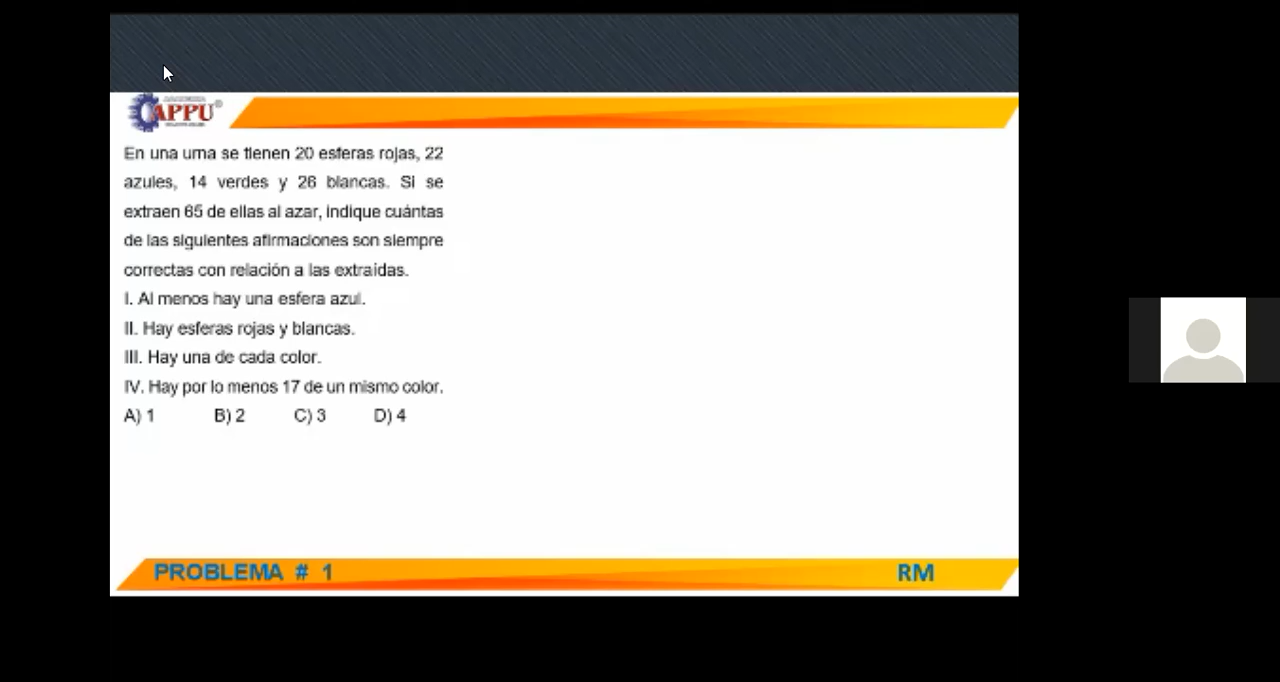 CAPPU®
En una urna se tienen 20 esferas rojas, 22
azules, 14 verdes y 26 blancas. Si se
extraen 65 de ellas al azar, indique cuántas
de las siguientes afirmaciones son siempre
correctas con relación a las extraídas.
I. Al menos hay una esfera azul.
II. Hay esferas rojas y blancas.
III. Hay una de cada color.
IV. Hay por lo menos 17 de un mismo color.
A) 1 B) 2 C) 3 D) 4
PROBLEMA # 1 RM